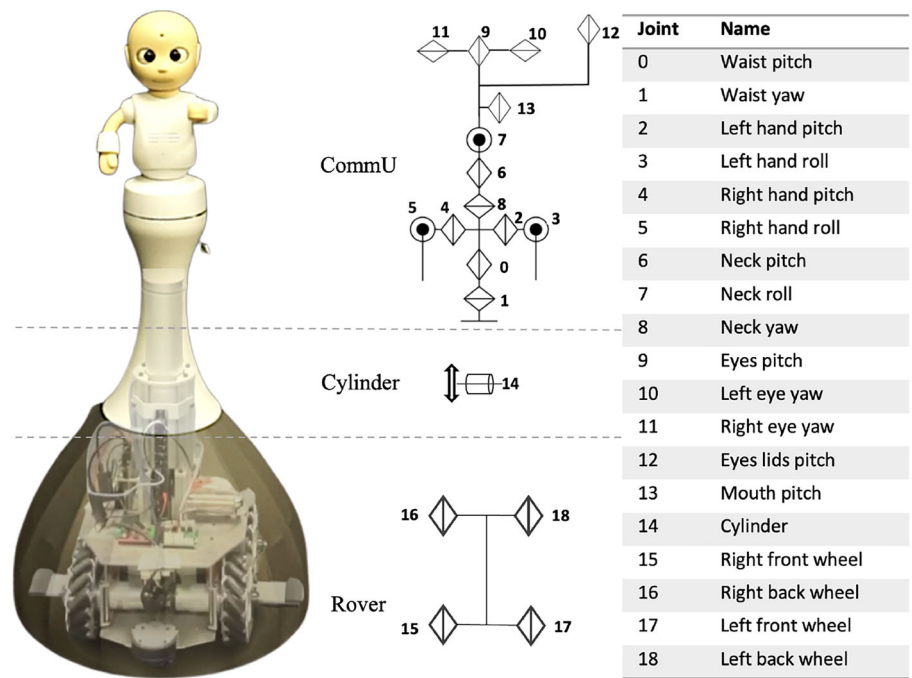 11 9 10 12
13
7
CommU
6
8
5 4 2 3
0
1
Cylinder
14
16 18
Rover
15 17
Joint Name
0 Waist pitch
1 Waist yaw
2 Left hand pitch
3 Left hand roll
4 Right hand pitch
5 Right hand roll
6 Neck pitch
7 Neck roll
8 Neck yaw
9 Eyes pitch
10 Left eye yaw
11 Right eye yaw
12 Eyes lids pitch
13 Mouth pitch
14 Cylinder
15 Right front wheel
16 Right back wheel
17 Left front wheel
18 Left back wheel